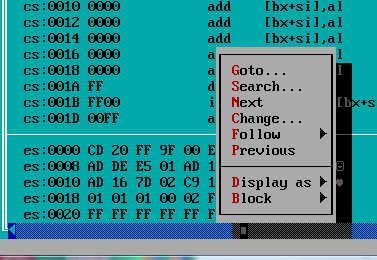 cs:0010 0000 add [bx+si],al
cs:0012 0000 add [bx+si],al
cs:0014 0000 add [bx+si],al
cs:0016 0000 a l
cs:0018 0000 a l
cs:001A FF d
cs:001B FF00 i [bx+s
cs:001D 00FF a
Goto...
Search...
Next
Change...
Follow
Previous
Display as
Block
es:0000 CD 20 FF 9F 00 E
es:0008 AD DE E5 01 AD 1
es:0010 AD 16 7D 02 C9 1
es:0018 01 01 01 00 02 F
es:0020 FF FF FF FF FF F